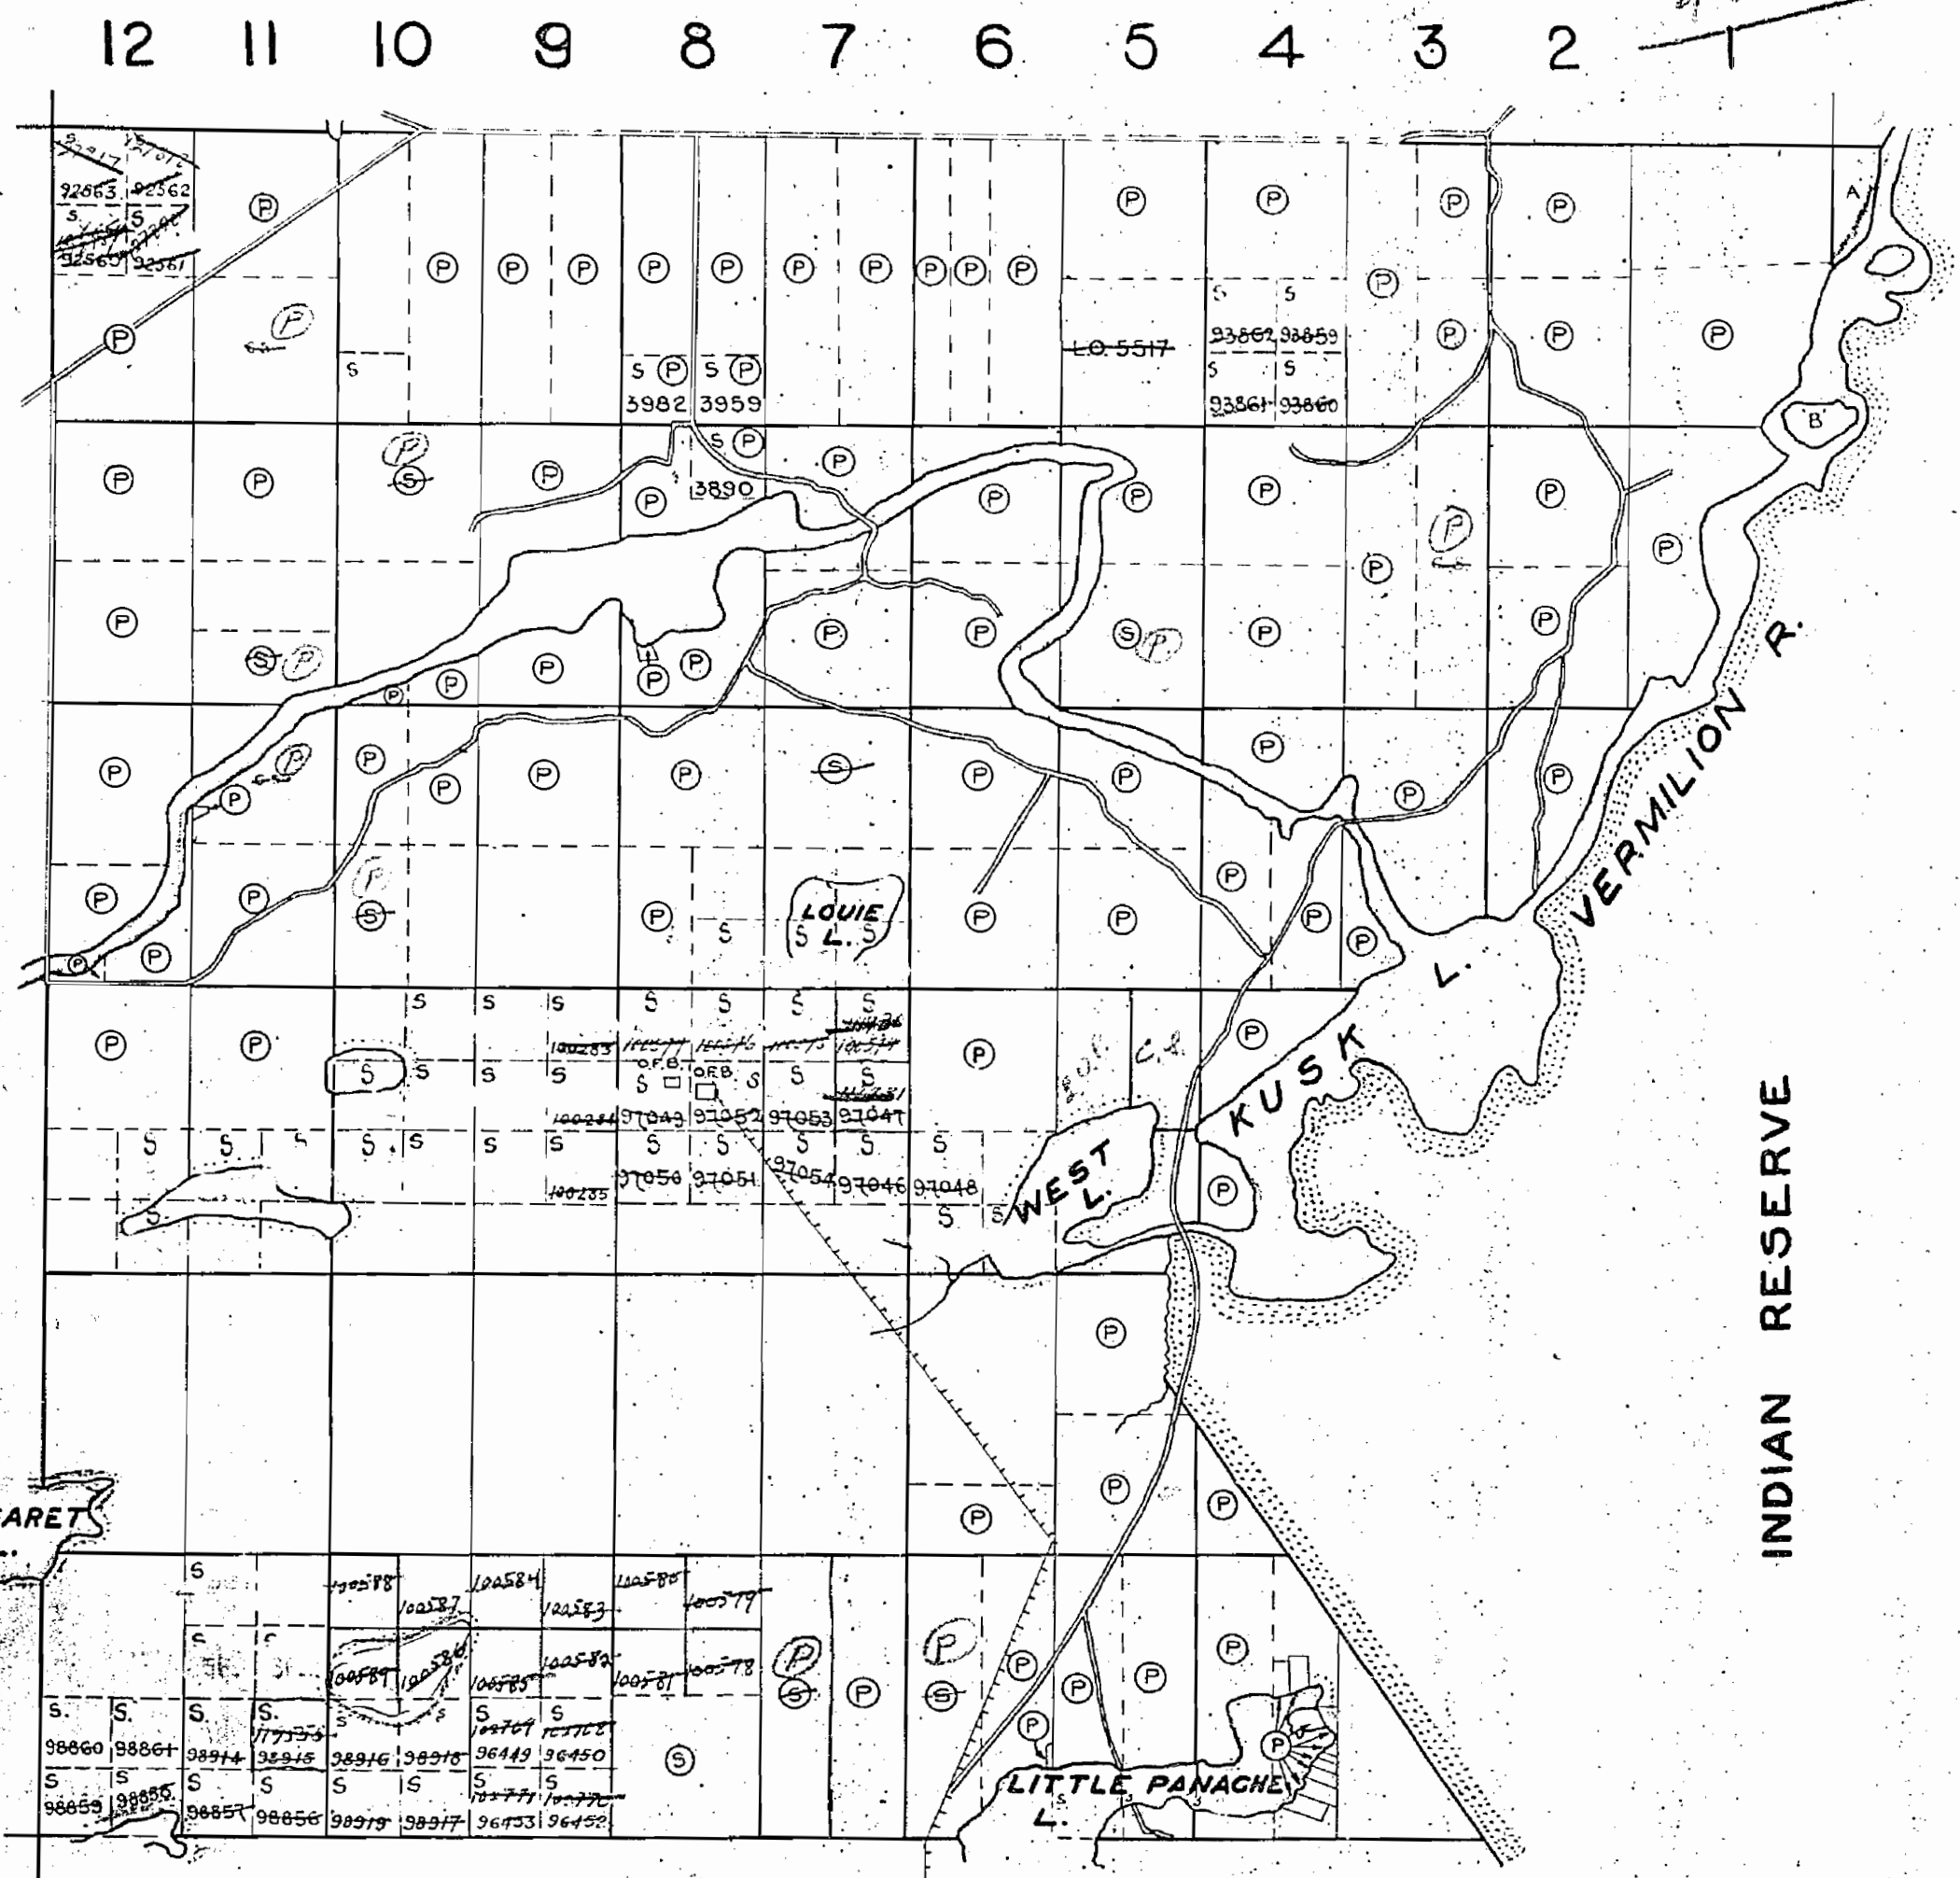 12 11 10 9 8 7 6 5 4 3 2 1
92563 92562
S S
92560 92561
A
P P P P P
P P P P P P P P P P
P P P P P
S S
L.O. 5517 93862 93859
S S P S P S S
3982 3959 93861 93860
"B"
P S P
P P S P P P P P P P P
3890
P P P
P P P S P P P
S P P P P P
P P
VERMILION R.
P P P P P P S P P P P P
P P P
P P S P P P P P
LOUIE
L.
S S S
P P
L.
S S S S S S S
P P P P
C.S.
100283
O.F.B. O.F.B.
S S S S S S S S
KUSK
100284 97049 97052 97053 97047
S S S S S S S S S S S S
WEST
L.
100285 97050 97051 97054 97046 97048
P
S S S
INDIAN RESERVE
P
P P
P
ARET
S
100588 100587 100584 100583 100580 100579
S S
100589 100586 100585 100582 100581 100578
P P P P
S S P S P P
S. S. S. S. S S S S
98860 98861 98914 98915 98916 98918 96449 96450
S P P
S S S S S S S S
98859 98858 98857 98856 98919 98917 96453 96452
LITTLE PANACHE
L.